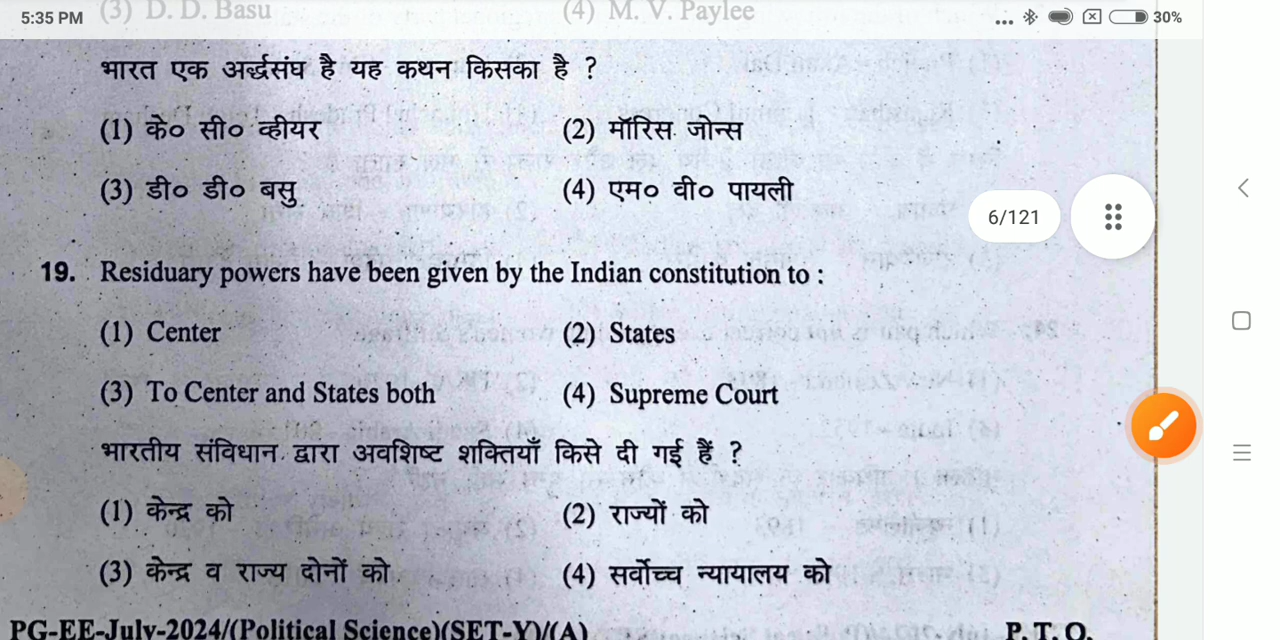 5:35 PM
30%
(3) D. D. Basu (4) M. V. Paylee
भारत एक अर्द्धसंघ है यह कथन किसका है ?
(1) के० सी० व्हीयर (2) मॉरिस जोन्स
(3) डी० डी० बसु (4) एम० वी० पायली
6/121
19. Residuary powers have been given by the Indian constitution to :
(1) Center (2) States
(3) To Center and States both (4) Supreme Court
भारतीय संविधान द्वारा अवशिष्ट शक्तियाँ किसे दी गई हैं ?
(1) केन्द्र को (2) राज्यों को
(3) केन्द्र व राज्य दोनों को (4) सर्वोच्च न्यायालय को
PG-EE-July-2024/(Political Science)(SET-Y)/(A) P. T. O.